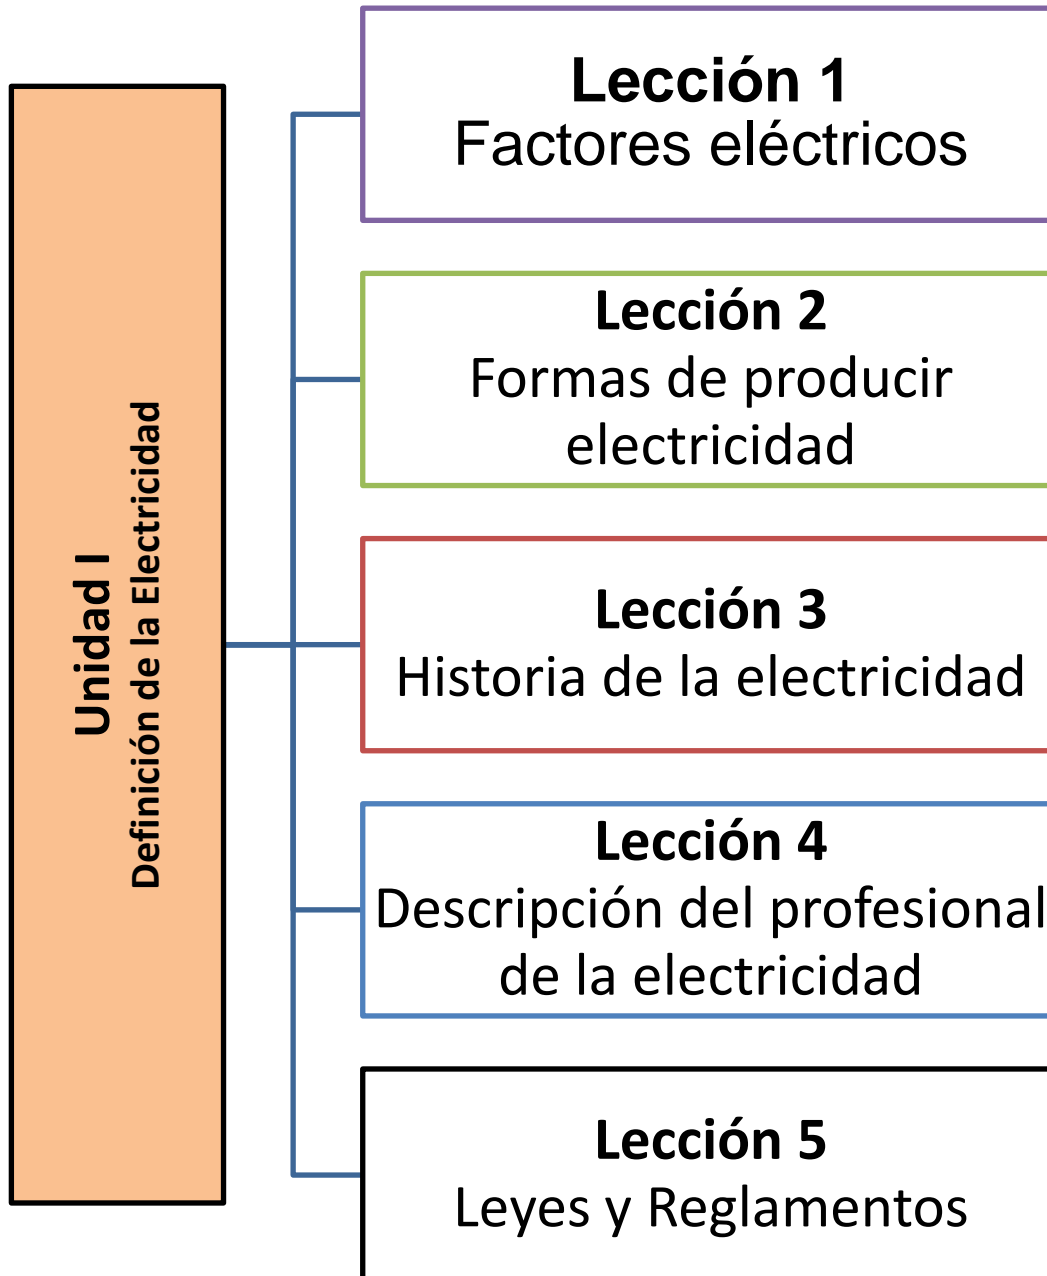 Unidad I
Definición de la Electricidad
Lección 1
Factores eléctricos
Lección 2
Formas de producir
electricidad
Lección 3
Historia de la electricidad
Lección 4
Descripción del profesional
de la electricidad
Lección 5
Leyes y Reglamentos